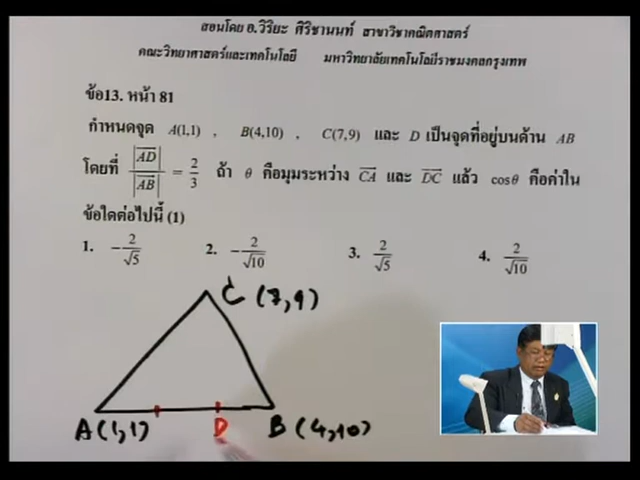 สอนโดย อ.วิริยะ ศิริชานนท์ สาขาวิชาคณิตศาสตร์
คณะวิทยาศาสตร์และเทคโนโลยี มหาวิทยาลัยเทคโนโลยีราชมงคลกรุงเทพ
ข้อ13. หน้า 81
กำหนดจุด A(1,1) , B(4,10) , C(7,9) และ D เป็นจุดที่อยู่บนด้าน AB
โดยที่ |AD| / |AB| = 2/3 ถ้า θ คือมุมระหว่าง CA และ DC แล้ว cosθ คือค่าใน
ข้อใดต่อไปนี้ (1)
1. -2/√5 2. -2/√10 3. 2/√5 4. 2/√10
C (7,9)
A(1,1) D B (4,10)